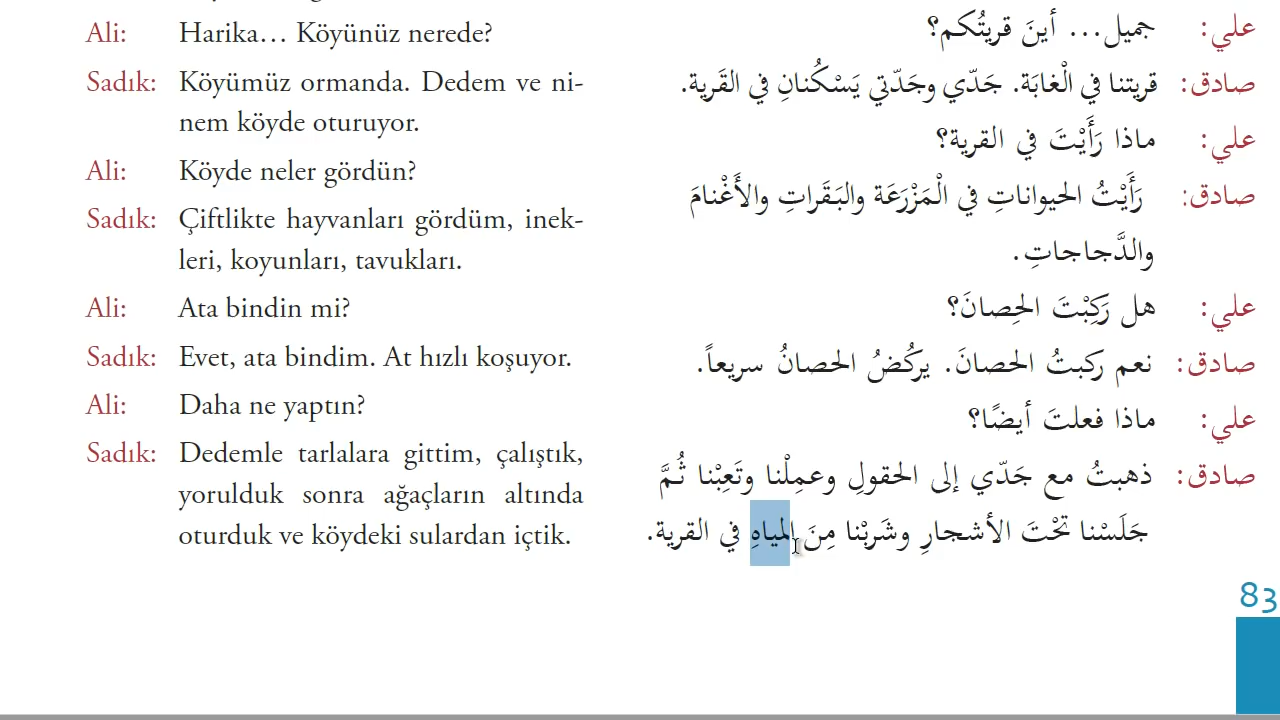 Ali: Harika… Köyünüz nerede?
Sadık: Köyümüz ormanda. Dedem ve ni-
nem köyde oturuyor.
Ali: Köyde neler gördün?
Sadık: Çiftlikte hayvanları gördüm, inek-
leri, koyunları, tavukları.
Ali: Ata bindin mi?
Sadık: Evet, ata bindim. At hızlı koşuyor.
Ali: Daha ne yaptın?
Sadık: Dedemle tarlalara gittim, çalıştık,
yorulduk sonra ağaçların altında
oturduk ve köydeki sulardan içtik.
علي: جميل... أينَ قريتُكم؟
صادق: قريتنا في الْغابَة. جَدّي وجَدّتي يَسْكُنانِ في القَرية.
علي: ماذا رَأَيْتَ في القرية؟
صادق: رَأَيْتُ الحيواناتِ في الْمَزْرَعَة والبَقَراتِ والأَغْنامَ
والدَّجاجاتِ.
علي: هل رَكِبْتَ الحِصانَ؟
صادق: نعم ركبتُ الحصانَ. يركُضُ الحصانُ سريعاً.
علي: ماذا فعلتَ أيضًا؟
صادق: ذهبتُ مع جَدّي إلى الحقولِ وعمِلْنا وتَعِبْنا ثُمَّ
جَلَسْنا تَحْتَ الأشجارِ وشَربْنا مِنَ المياهِ في القرية.
83